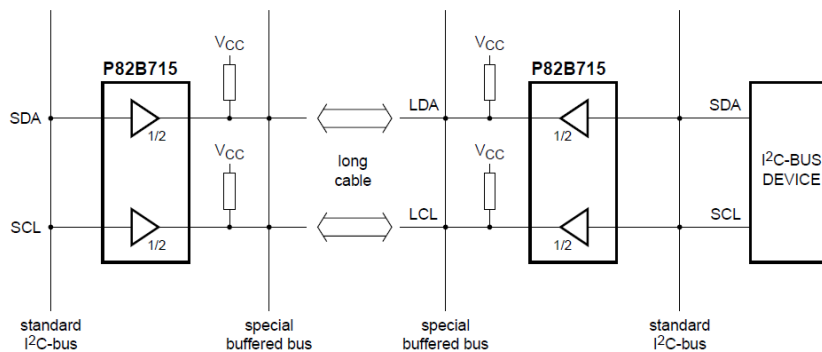 VCC
VCC
P82B715
P82B715
SDA
1/2
LDA
1/2
SDA
VCC
long
cable
VCC
I²C-BUS
DEVICE
SCL
1/2
LCL
1/2
SCL
standard
I²C-bus
special
buffered bus
special
buffered bus
standard
I²C-bus